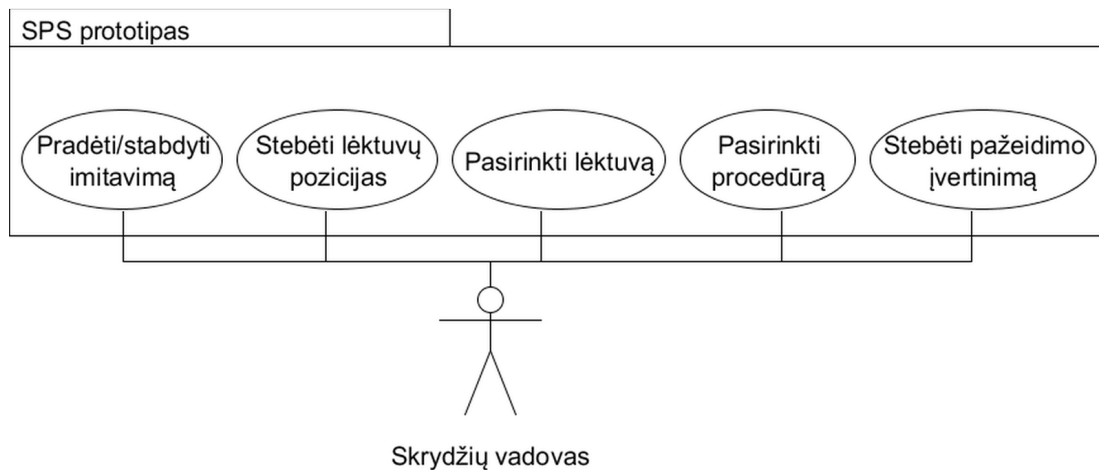 SPS prototipas
Pradėti/stabdyti
imitavimą
Stebėti lėktuvų
pozicijas
Pasirinkti lėktuvą
Pasirinkti
procedūrą
Stebėti pažeidimo
įvertinimą
Skrydžių vadovas